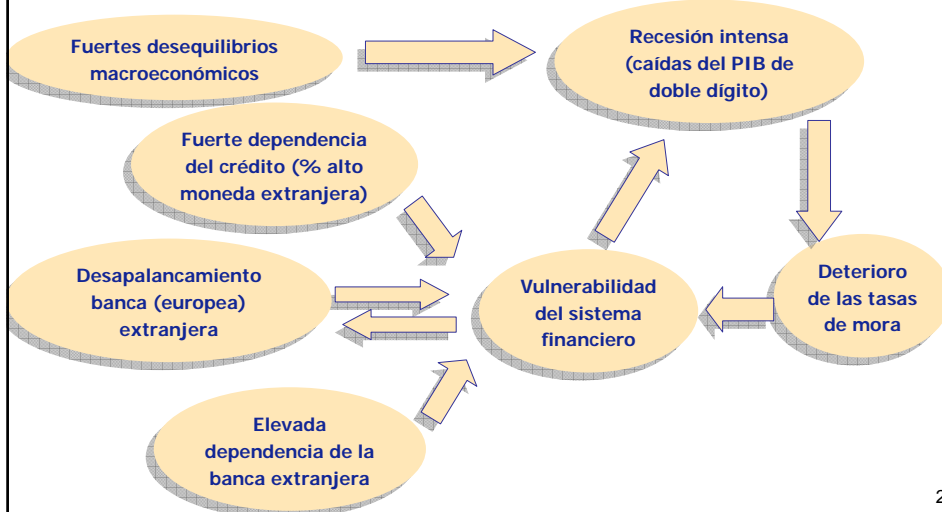 Fuertes desequilibrios
macroeconómicos
Recesión intensa
(caídas del PIB de
doble dígito)
Fuerte dependencia
del crédito (% alto
moneda extranjera)
Desapalancamiento
banca (europea)
extranjera
Vulnerabilidad
del sistema
financiero
Deterioro
de las tasas
de mora
Elevada
dependencia de la
banca extranjera
2